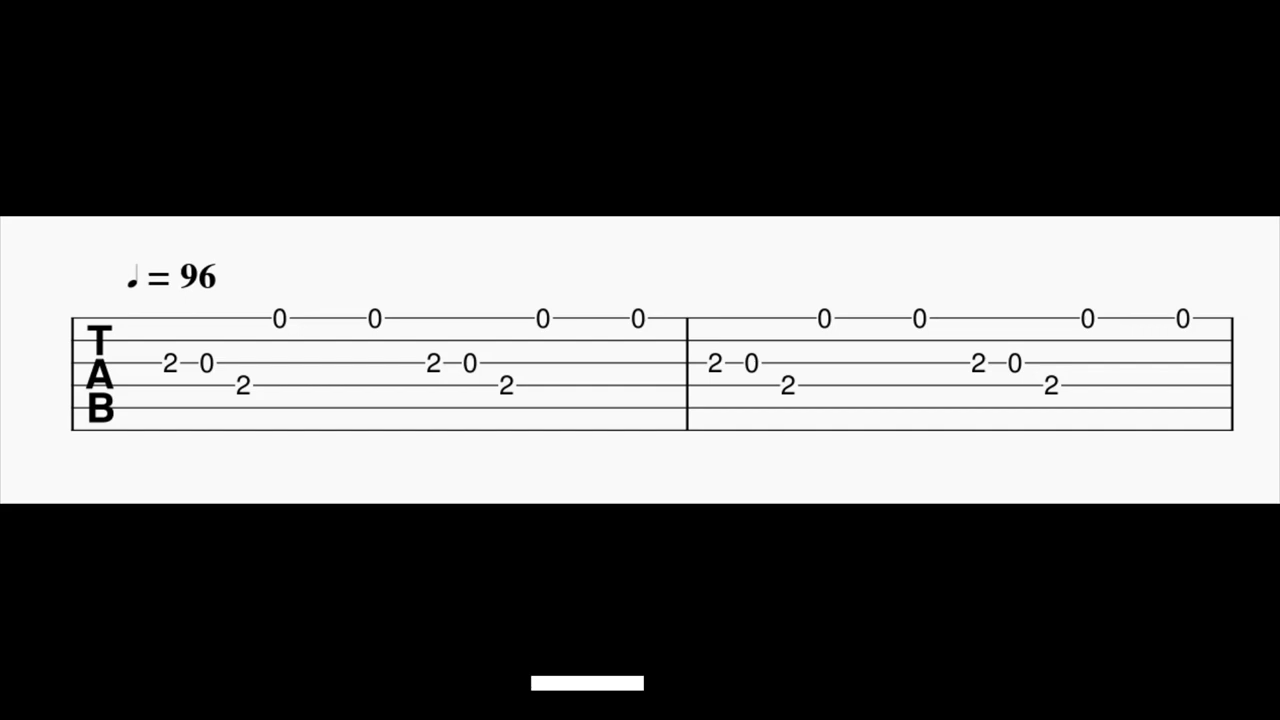 ♩ = 96
0 0 0 0 0 0 0 0
T
2 0 2 0 2 0 2 0
A
2 2 2 2
B